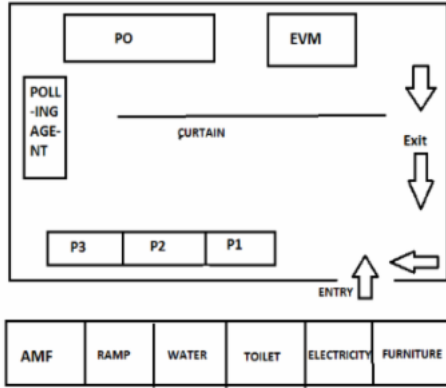 PO
EVM
POLL
-ING
AGE-
NT
CURTAIN
Exit
P3 P2 P1
ENTRY
AMF RAMP WATER TOILET ELECTRICITY FURNITURE